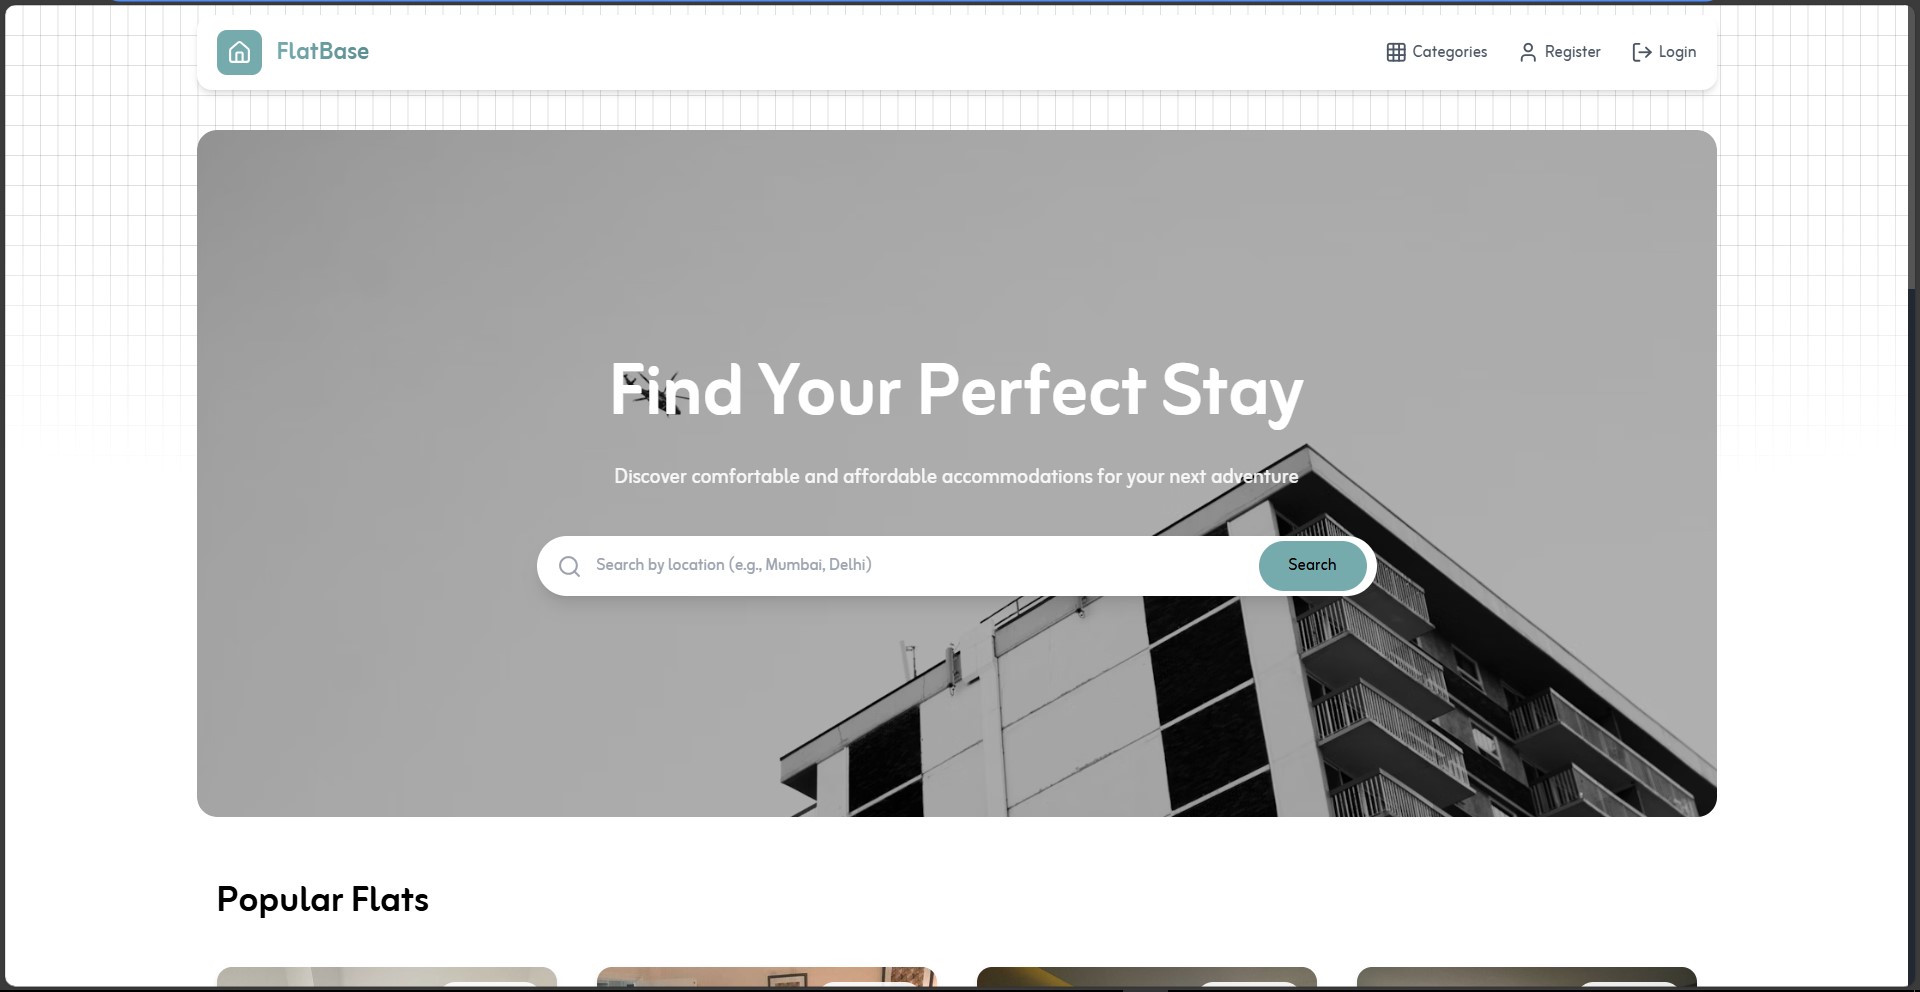 FlatBase
Categories
Register
Login
Find Your Perfect Stay
Discover comfortable and affordable accommodations for your next adventure
Search by location (e.g., Mumbai, Delhi)
Search
Popular Flats